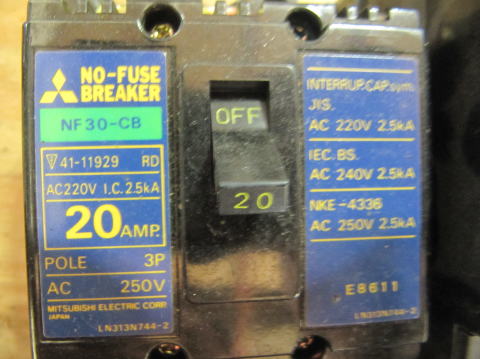 NO-FUSE
BREAKER
NF30-CB
41-11929 RD
AC220V I.C. 2.5kA
20 AMP.
POLE 3P
AC 250V
MITSUBISHI ELECTRIC CORP.
JAPAN
LN313N744-2
OFF
20
INTERRUP.CAP.sym.
JIS.
AC 220V 2.5kA
IEC.BS.
AC 240V 2.5kA
NKE-4336
AC 250V 2.5kA
E8611
LN313N744-2